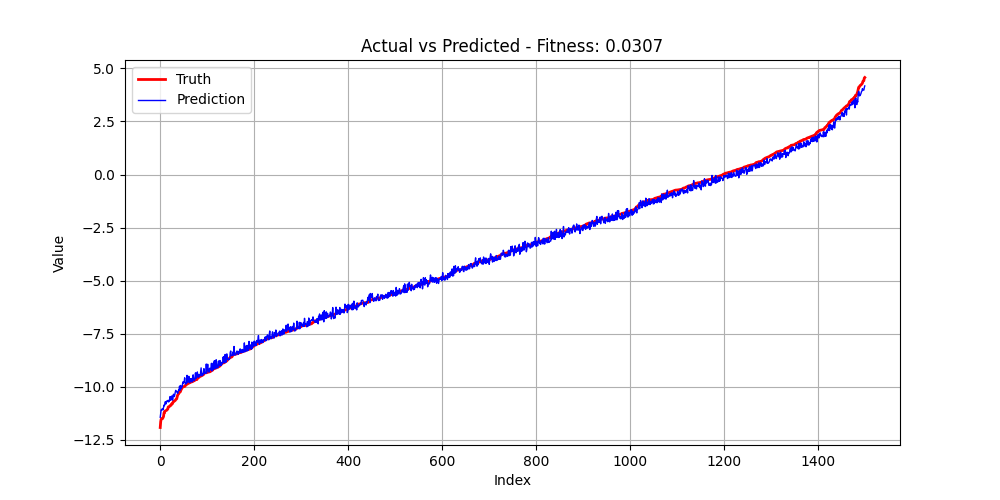 Actual vs Predicted - Fitness: 0.0307
Truth
Prediction
Value
5.0
2.5
0.0
−2.5
−5.0
−7.5
−10.0
−12.5
0 200 400 600 800 1000 1200 1400
Index